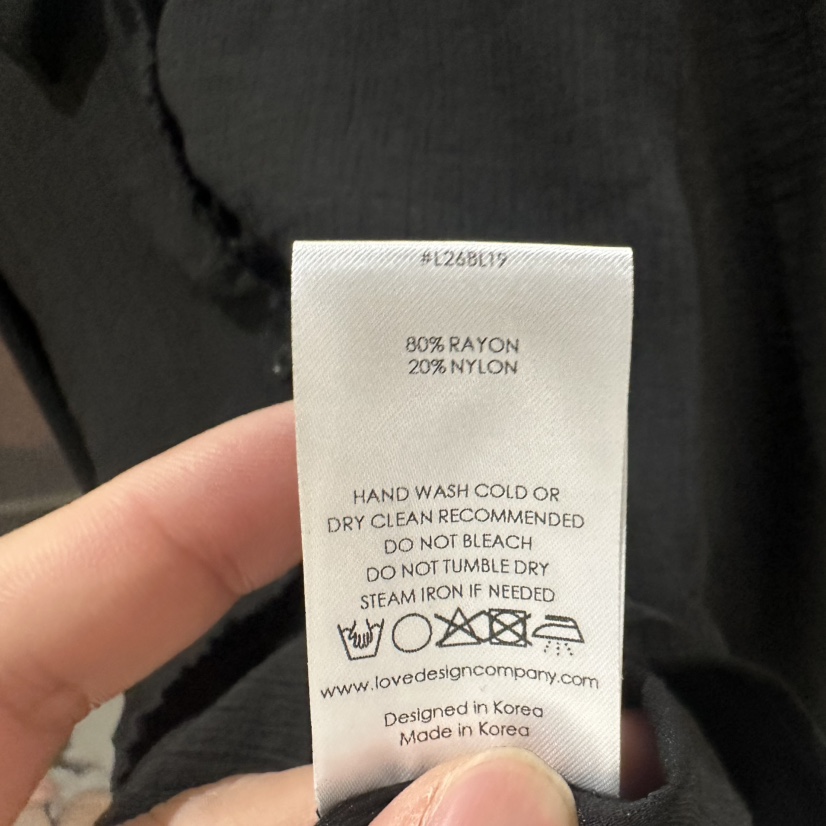 #L26BL19
80% RAYON
20% NYLON
HAND WASH COLD OR
DRY CLEAN RECOMMENDED
DO NOT BLEACH
DO NOT TUMBLE DRY
STEAM IRON IF NEEDED
www.lovedesigncompany.com
Designed in Korea
Made in Korea